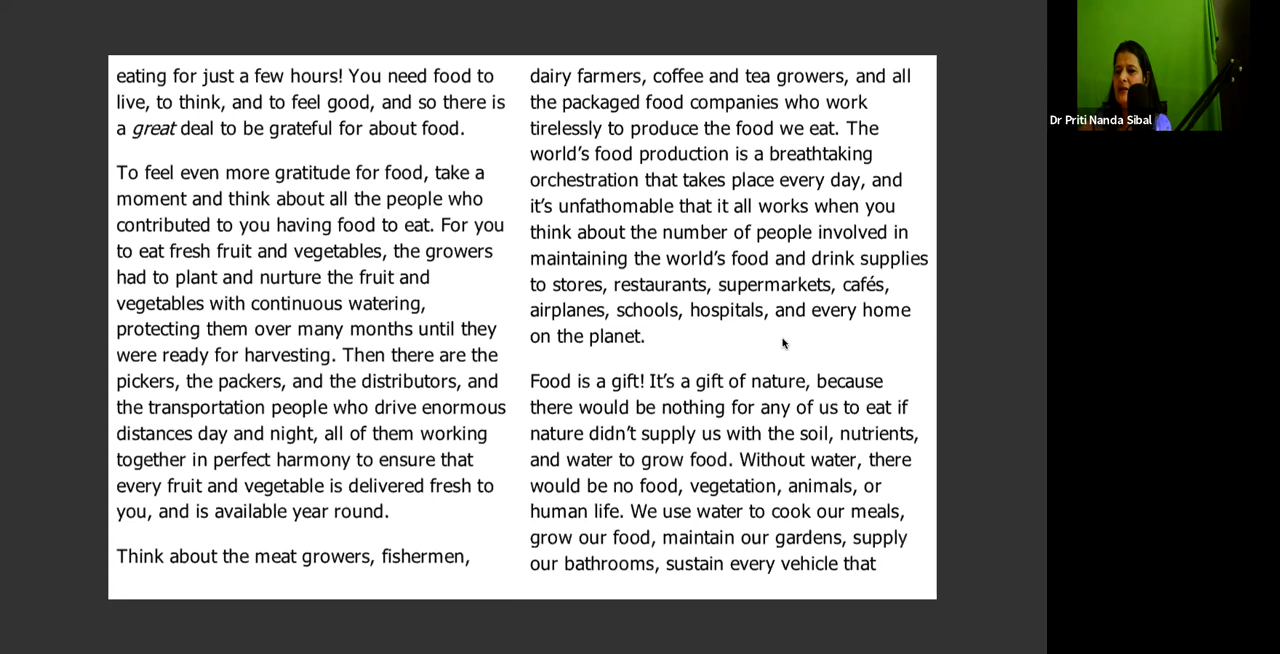 eating for just a few hours! You need food to
live, to think, and to feel good, and so there is
a great deal to be grateful for about food.
To feel even more gratitude for food, take a
moment and think about all the people who
contributed to you having food to eat. For you
to eat fresh fruit and vegetables, the growers
had to plant and nurture the fruit and
vegetables with continuous watering,
protecting them over many months until they
were ready for harvesting. Then there are the
pickers, the packers, and the distributors, and
the transportation people who drive enormous
distances day and night, all of them working
together in perfect harmony to ensure that
every fruit and vegetable is delivered fresh to
you, and is available year round.
Think about the meat growers, fishermen,
dairy farmers, coffee and tea growers, and all
the packaged food companies who work
tirelessly to produce the food we eat. The
world’s food production is a breathtaking
orchestration that takes place every day, and
it’s unfathomable that it all works when you
think about the number of people involved in
maintaining the world’s food and drink supplies
to stores, restaurants, supermarkets, cafés,
airplanes, schools, hospitals, and every home
on the planet.
Food is a gift! It’s a gift of nature, because
there would be nothing for any of us to eat if
nature didn’t supply us with the soil, nutrients,
and water to grow food. Without water, there
would be no food, vegetation, animals, or
human life. We use water to cook our meals,
grow our food, maintain our gardens, supply
our bathrooms, sustain every vehicle that
Dr Priti Nanda Sibal